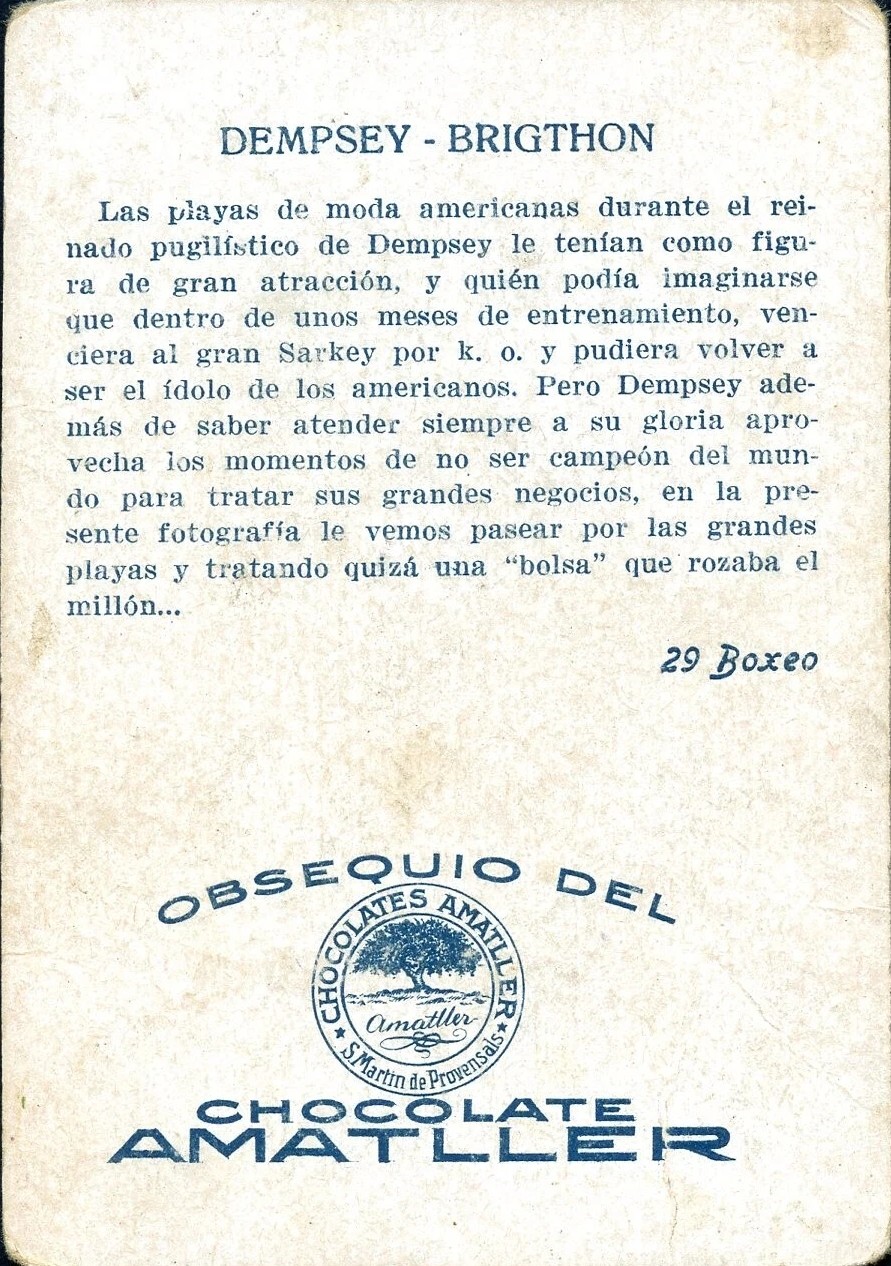 DEMPSEY - BRIGTHON
Las playas de moda americanas durante el rei-
nado pugilístico de Dempsey le tenían como figu-
ra de gran atracción, y quién podía imaginarse
que dentro de unos meses de entrenamiento, ven-
ciera al gran Sarkey por k. o. y pudiera volver a
ser el ídolo de los americanos. Pero Dempsey ade-
más de saber atender siempre a su gloria apro-
vecha los momentos de no ser campeón del mun-
do para tratar sus grandes negocios, en la pre-
sente fotografía le vemos pasear por las grandes
playas y tratando quizá una “bolsa” que rozaba el
millón...
29 Boxeo
OBSEQUIO DEL
CHOCOLATES AMATLLER
Amatller
S. Martin de Provensals
CHOCOLATE
AMATLLER